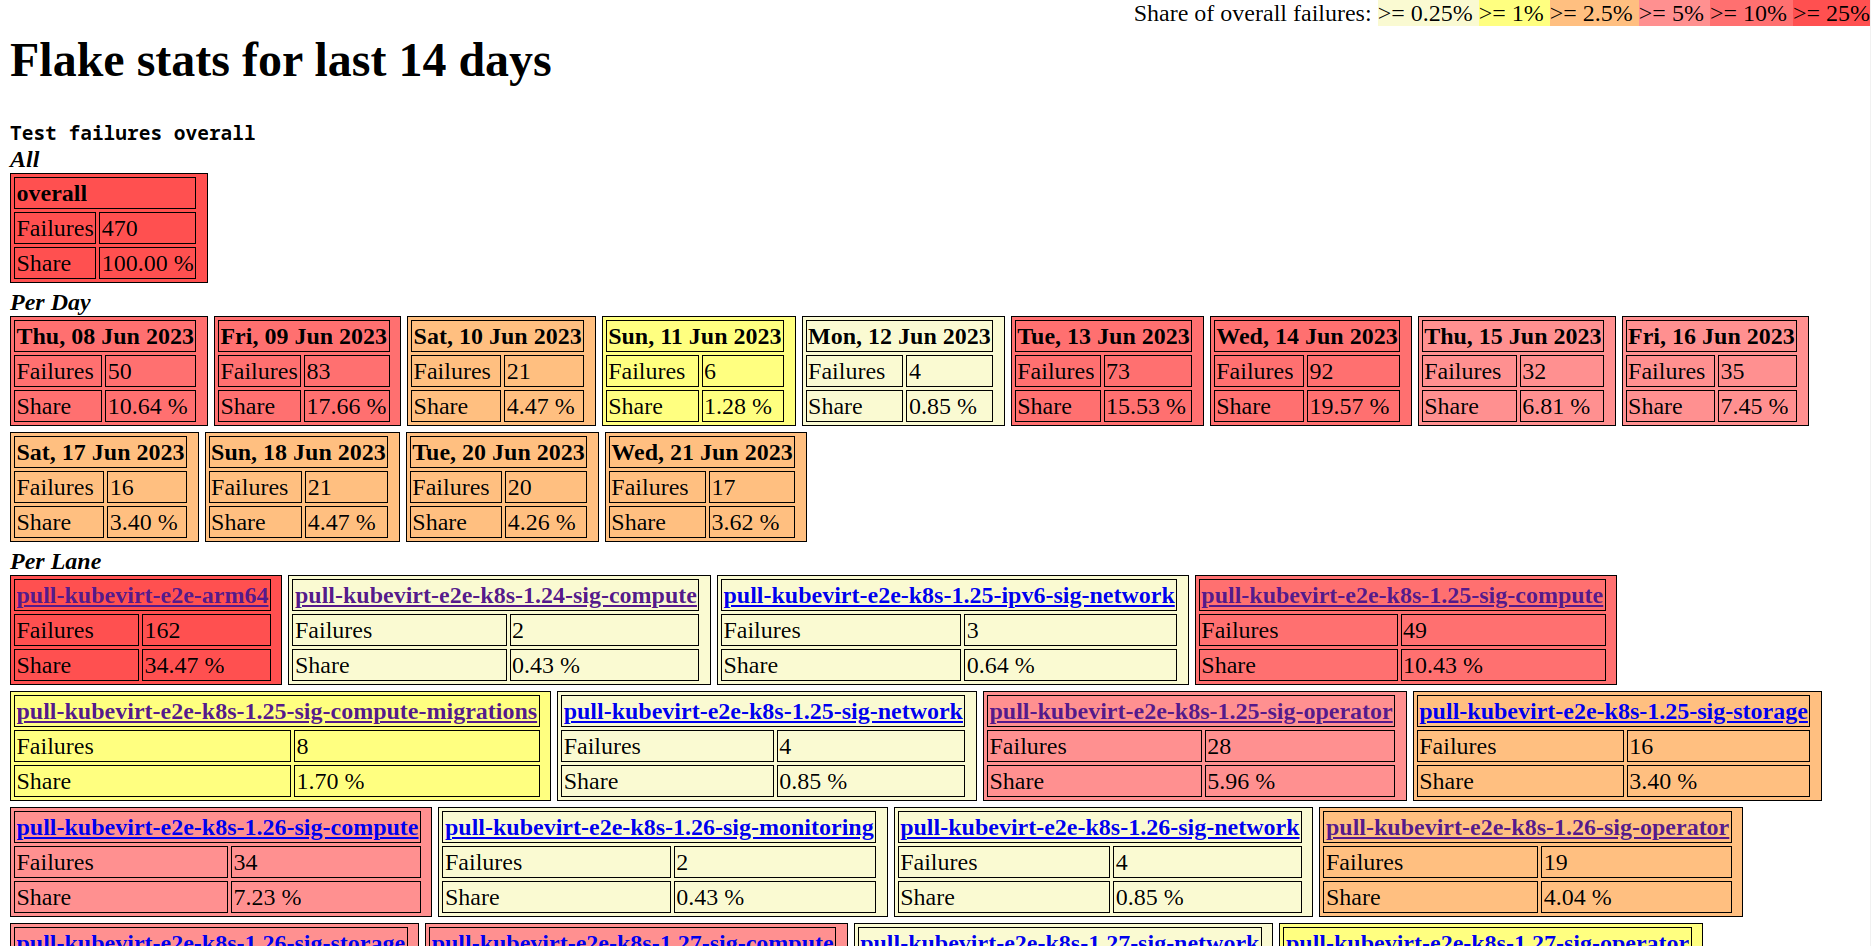 Share of overall failures: >= 0.25% >= 1% >= 2.5% >= 5% >= 10% >= 25%
Flake stats for last 14 days
Test failures overall
All
overall
Failures 470
Share 100.00 %
Per Day
Thu, 08 Jun 2023 Fri, 09 Jun 2023 Sat, 10 Jun 2023 Sun, 11 Jun 2023 Mon, 12 Jun 2023 Tue, 13 Jun 2023 Wed, 14 Jun 2023 Thu, 15 Jun 2023 Fri, 16 Jun 2023
Failures 50 Failures 83 Failures 21 Failures 6 Failures 4 Failures 73 Failures 92 Failures 32 Failures 35
Share 10.64 % Share 17.66 % Share 4.47 % Share 1.28 % Share 0.85 % Share 15.53 % Share 19.57 % Share 6.81 % Share 7.45 %
Sat, 17 Jun 2023 Sun, 18 Jun 2023 Tue, 20 Jun 2023 Wed, 21 Jun 2023
Failures 16 Failures 21 Failures 20 Failures 17
Share 3.40 % Share 4.47 % Share 4.26 % Share 3.62 %
Per Lane
pull-kubevirt-e2e-arm64 pull-kubevirt-e2e-k8s-1.24-sig-compute pull-kubevirt-e2e-k8s-1.25-ipv6-sig-network pull-kubevirt-e2e-k8s-1.25-sig-compute
Failures 162 Failures 2 Failures 3 Failures 49
Share 34.47 % Share 0.43 % Share 0.64 % Share 10.43 %
pull-kubevirt-e2e-k8s-1.25-sig-compute-migrations pull-kubevirt-e2e-k8s-1.25-sig-network pull-kubevirt-e2e-k8s-1.25-sig-operator pull-kubevirt-e2e-k8s-1.25-sig-storage
Failures 8 Failures 4 Failures 28 Failures 16
Share 1.70 % Share 0.85 % Share 5.96 % Share 3.40 %
pull-kubevirt-e2e-k8s-1.26-sig-compute pull-kubevirt-e2e-k8s-1.26-sig-monitoring pull-kubevirt-e2e-k8s-1.26-sig-network pull-kubevirt-e2e-k8s-1.26-sig-operator
Failures 34 Failures 2 Failures 4 Failures 19
Share 7.23 % Share 0.43 % Share 0.85 % Share 4.04 %
pull-kubevirt-e2e-k8s-1.26-sig-storage pull-kubevirt-e2e-k8s-1.27-sig-compute pull-kubevirt-e2e-k8s-1.27-sig-network pull-kubevirt-e2e-k8s-1.27-sig-operator